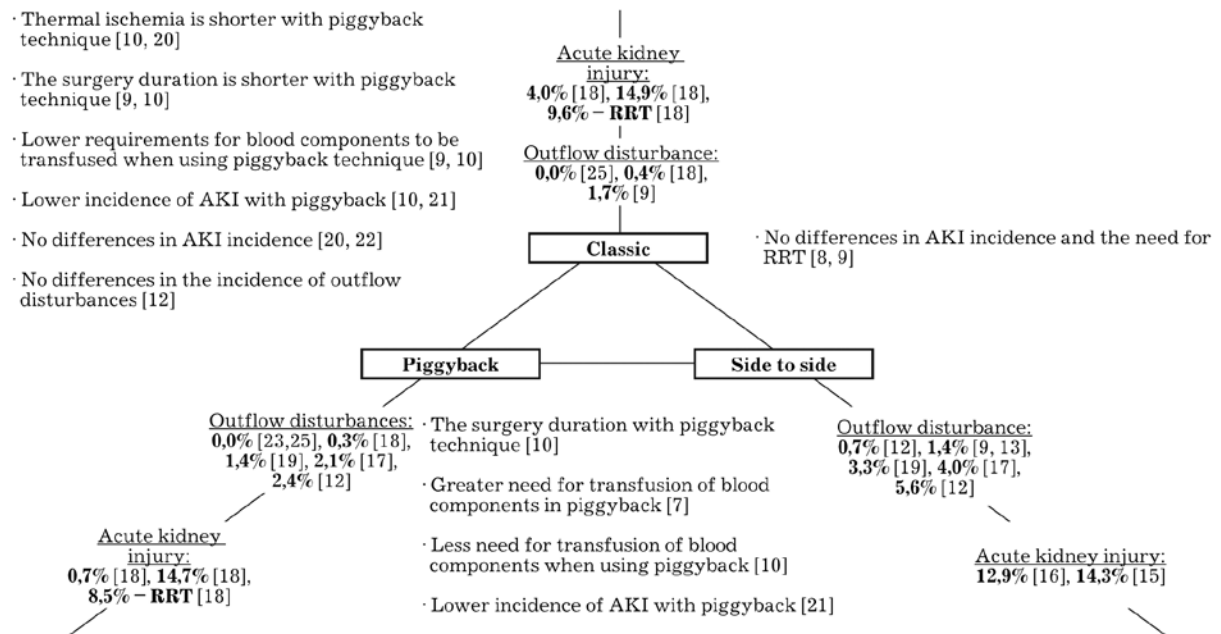 · Thermal ischemia is shorter with piggyback
technique [10, 20]
· The surgery duration is shorter with piggyback
technique [9, 10]
· Lower requirements for blood components to be
transfused when using piggyback technique [9, 10]
· Lower incidence of AKI with piggyback [10, 21]
· No differences in AKI incidence [20, 22]
· No differences in the incidence of outflow
disturbances [12]
Acute kidney
injury:
4,0% [18], 14,9% [18],
9,6% – RRT [18]
Outflow disturbance:
0,0% [25], 0,4% [18],
1,7% [9]
Classic
· No differences in AKI incidence and the need for
RRT [8, 9]
Piggyback
Side to side
Outflow disturbances:
0,0% [23,25], 0,3% [18],
1,4% [19], 2,1% [17],
2,4% [12]
Acute kidney
injury:
0,7% [18], 14,7% [18],
8,5% – RRT [18]
· The surgery duration with piggyback
technique [10]
· Greater need for transfusion of blood
components in piggyback [7]
· Less need for transfusion of blood
components when using piggyback [10]
· Lower incidence of AKI with piggyback [21]
Outflow disturbance:
0,7% [12], 1,4% [9, 13],
3,3% [19], 4,0% [17],
5,6% [12]
Acute kidney injury:
12,9% [16], 14,3% [15]